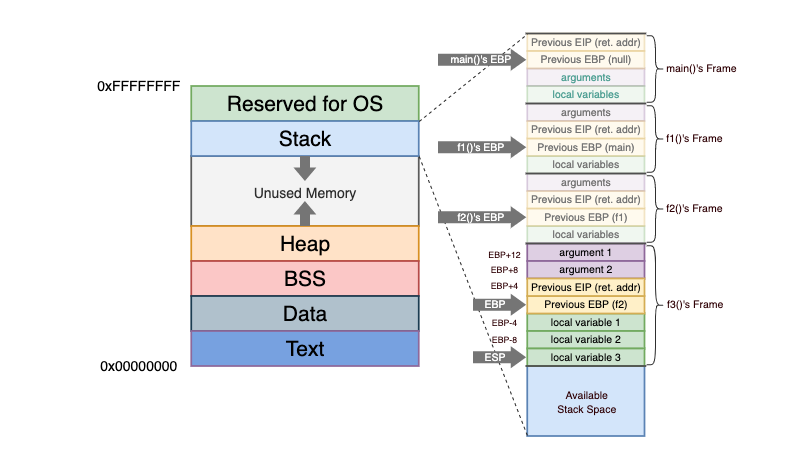 0xFFFFFFFF
Reserved for OS
Stack
Unused Memory
Heap
BSS
Data
Text
0x00000000
main()'s EBP
Previous EIP (ret. addr)
Previous EBP (null)
arguments
local variables
main()'s Frame
arguments
Previous EIP (ret. addr)
f1()'s EBP
Previous EBP (main)
local variables
f1()'s Frame
arguments
Previous EIP (ret. addr)
f2()'s EBP
Previous EBP (f1)
local variables
f2()'s Frame
EBP+12
argument 1
EBP+8
argument 2
EBP+4
Previous EIP (ret. addr)
EBP
Previous EBP (f2)
f3()'s Frame
EBP-4
local variable 1
EBP-8
local variable 2
ESP
local variable 3
Available
Stack Space